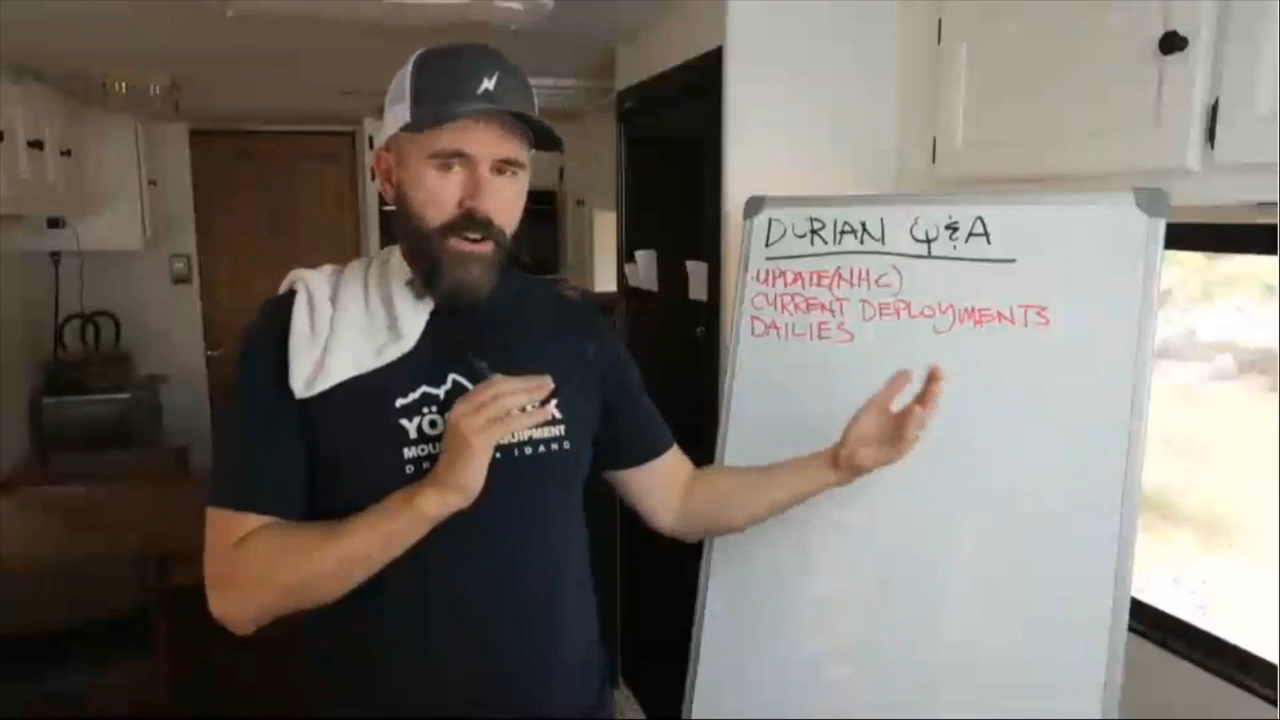 DORIAN Q&A
·UPDATE(NHC)
CURRENT DEPLOYMENTS
DAILIES